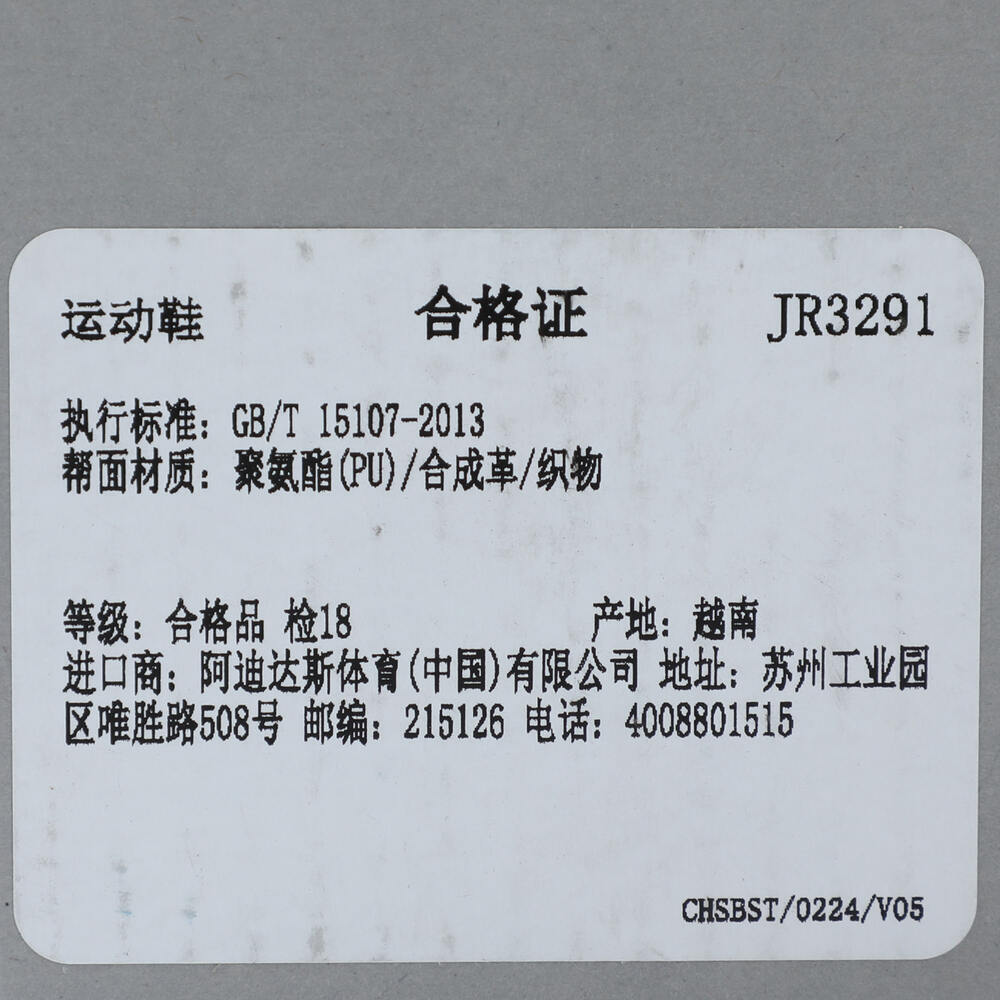 运动鞋 合格证 JR3291
执行标准：GB/T 15107-2013
帮面材质：聚氨酯(PU)/合成革/织物
等级：合格品 检18 产地：越南
进口商：阿迪达斯体育(中国)有限公司 地址：苏州工业园
区唯胜路508号 邮编：215126 电话：4008801515
CHSBST/0224/V05